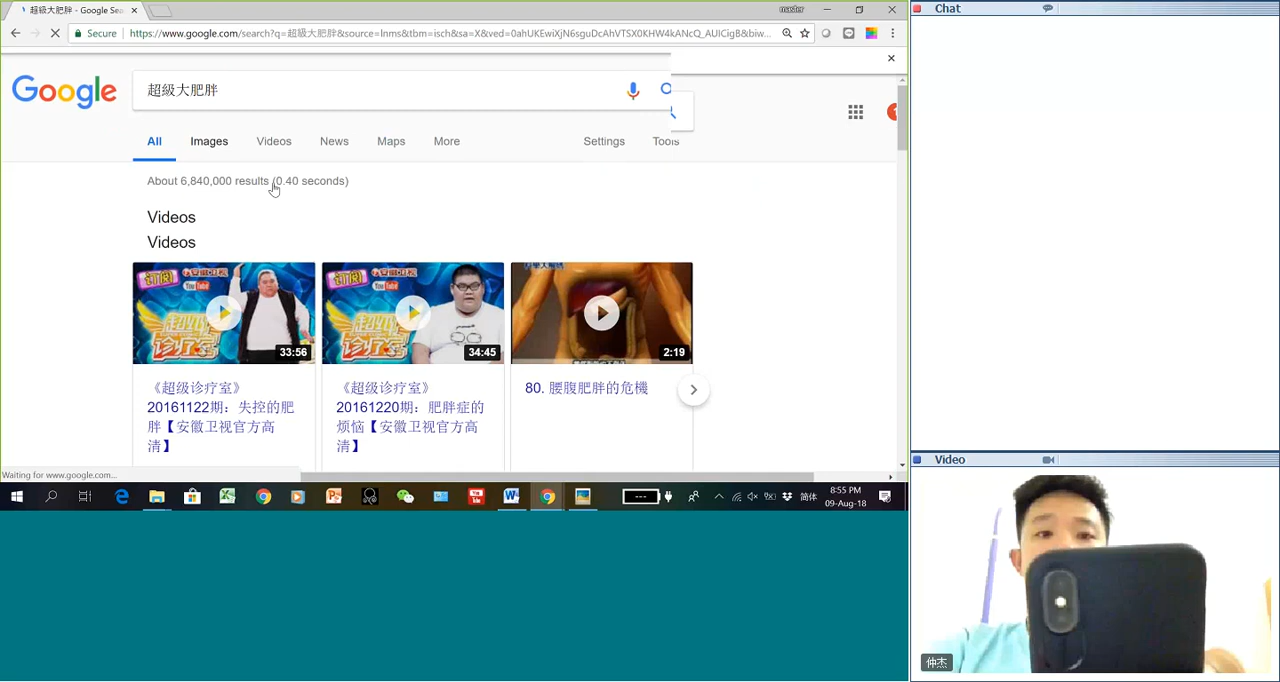 超級大肥胖 - Google Sea
master
Secure
https://www.google.com/search?q=超級大肥胖&source=lnms&tbm=isch&sa=X&ved=0ahUKEwiXjN6sguDcAhVTSX0KHW4kANcQ_AUICigB&biw...
Google
超級大肥胖
All Images Videos News Maps More Settings Tools
About 6,840,000 results (0.40 seconds)
Videos
Videos
YouTube
33:56
YouTube
34:45
2:19
《超级诊疗室》
20161122期：失控的肥
胖【安徽卫视官方高
清】
《超级诊疗室》
20161220期：肥胖症的
烦恼【安徽卫视官方高
清】
80. 腰腹肥胖的危機
Waiting for www.google.com...
简体
8:55 PM
09-Aug-18
Chat
Video
仲杰